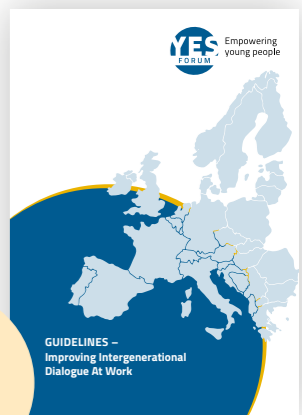 YES
FORUM
Empowering
young people
GUIDELINES –
Improving Intergenerational
Dialogue At Work